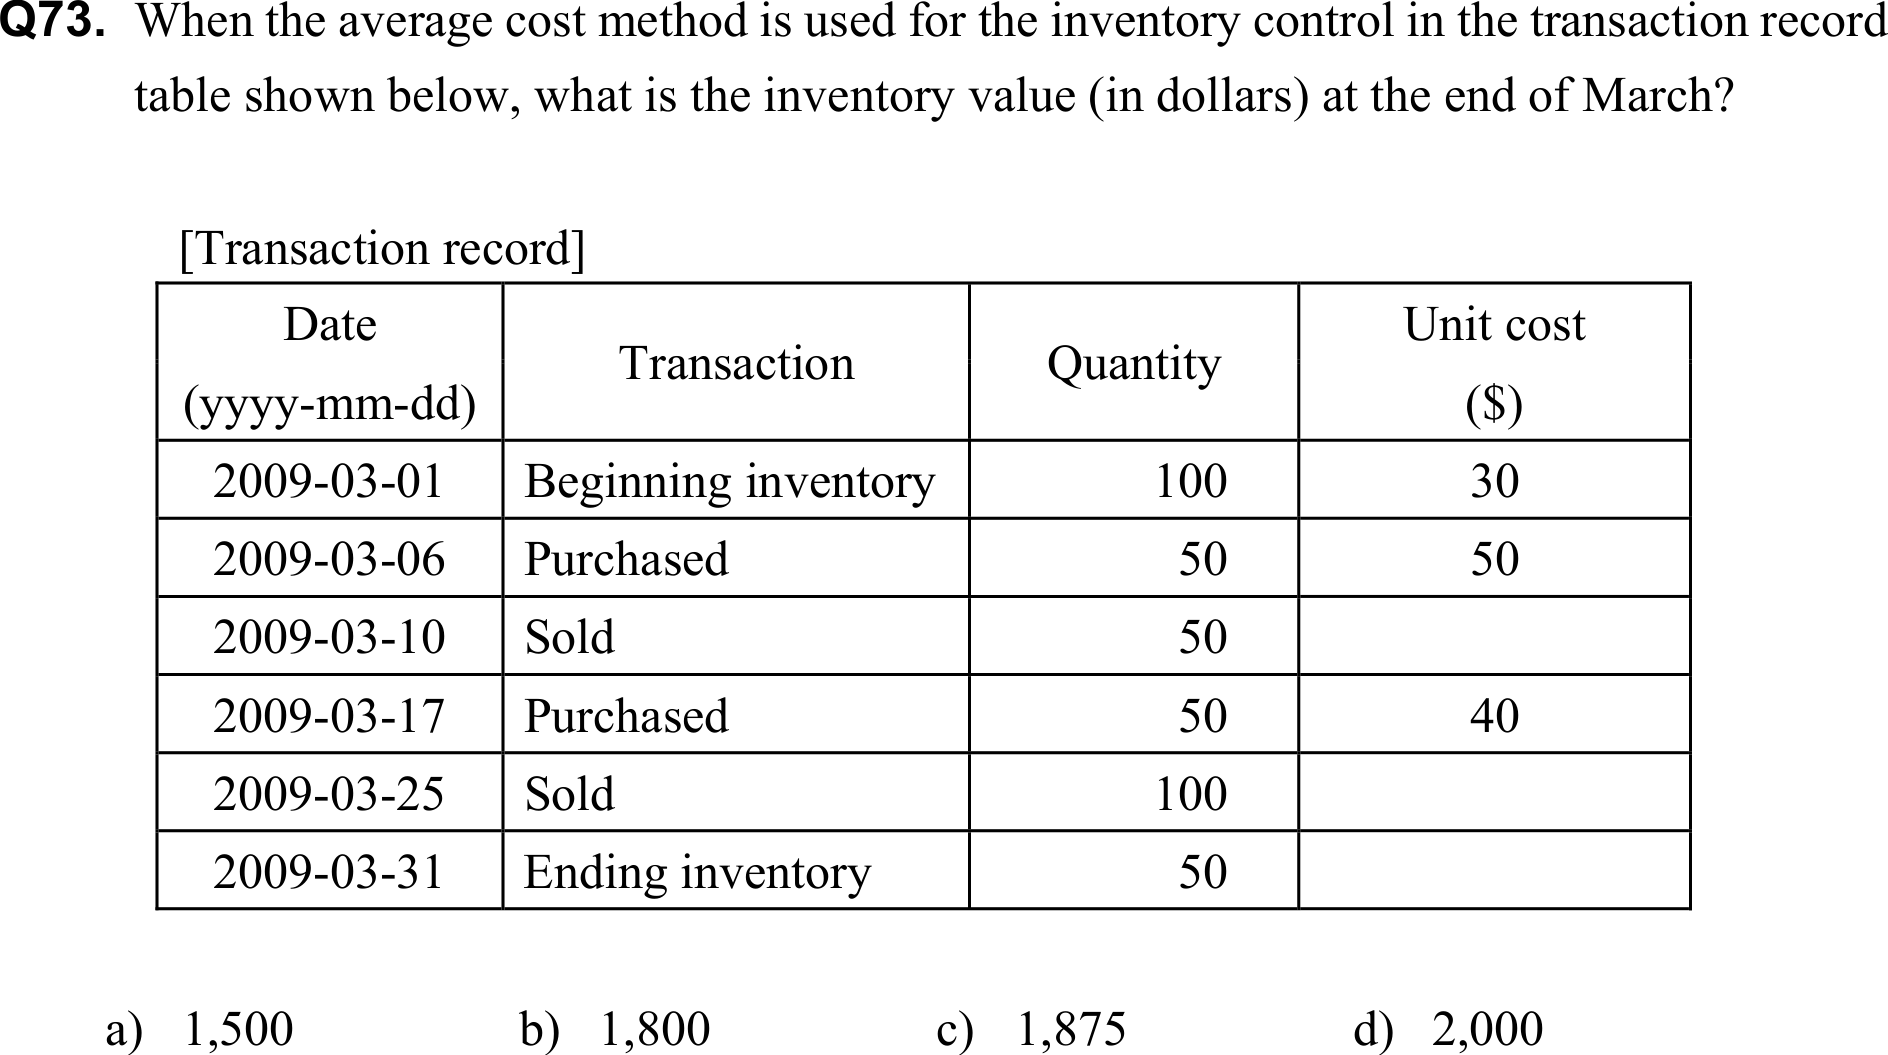 Q73. When the average cost method is used for the inventory control in the transaction record
table shown below, what is the inventory value (in dollars) at the end of March?
[Transaction record]
Date (yyyy-mm-dd) Transaction Quantity Unit cost ($)
2009-03-01 Beginning inventory 100 30
2009-03-06 Purchased 50 50
2009-03-10 Sold 50
2009-03-17 Purchased 50 40
2009-03-25 Sold 100
2009-03-31 Ending inventory 50
a) 1,500 b) 1,800 c) 1,875 d) 2,000